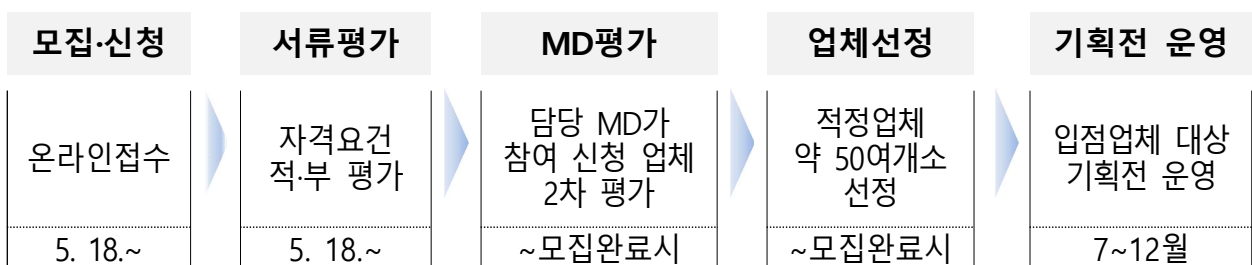 모집·신청
서류평가
MD평가
업체선정
기획전 운영
온라인접수
자격요건
적·부 평가
담당 MD가
참여 신청 업체
2차 평가
적정업체
약 50여개소
선정
입점업체 대상
기획전 운영
5. 18.~
5. 18.~
~모집완료시
~모집완료시
7~12월